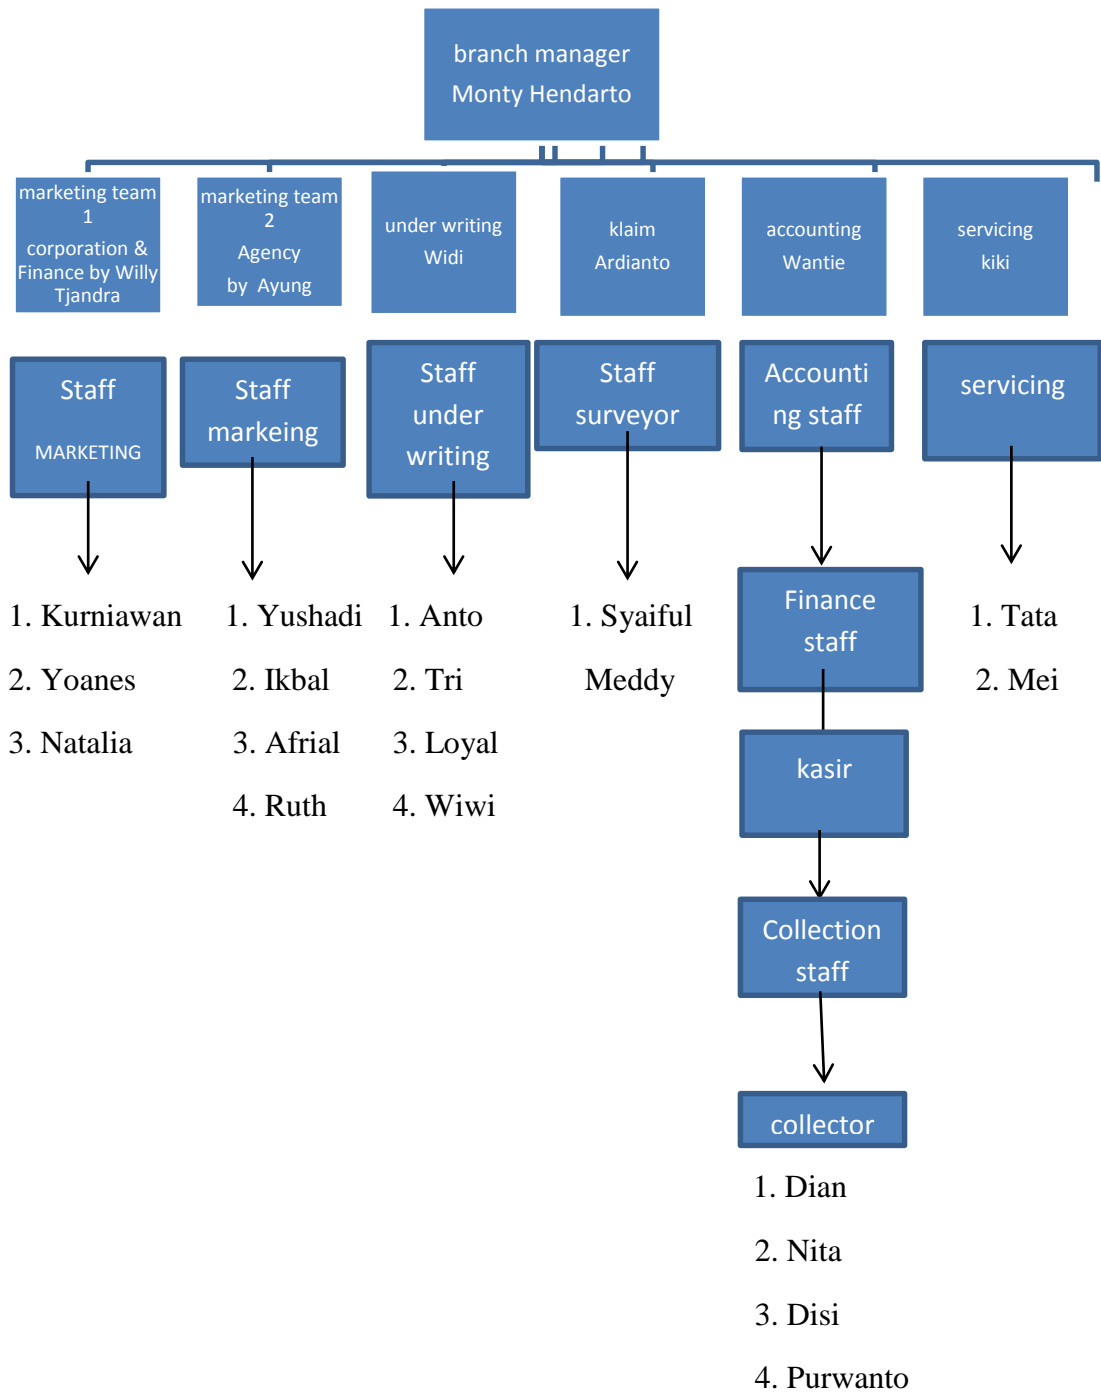 branch manager
Monty Hendarto
marketing team
1
corporation &
Finance by Willy
Tjandra
marketing team
2
Agency
by Ayung
under writing
Widi
klaim
Ardianto
accounting
Wantie
servicing
kiki
Staff
MARKETING
Staff
markeing
Staff
under
writing
Staff
surveyor
Accounti
ng staff
servicing
1. Kurniawan
2. Yoanes
3. Natalia
1. Yushadi
2. Ikbal
3. Afrial
4. Ruth
1. Anto
2. Tri
3. Loyal
4. Wiwi
1. Syaiful
Meddy
Finance
staff
kasir
Collection
staff
collector
1. Dian
2. Nita
3. Disi
4. Purwanto
1. Tata
2. Mei